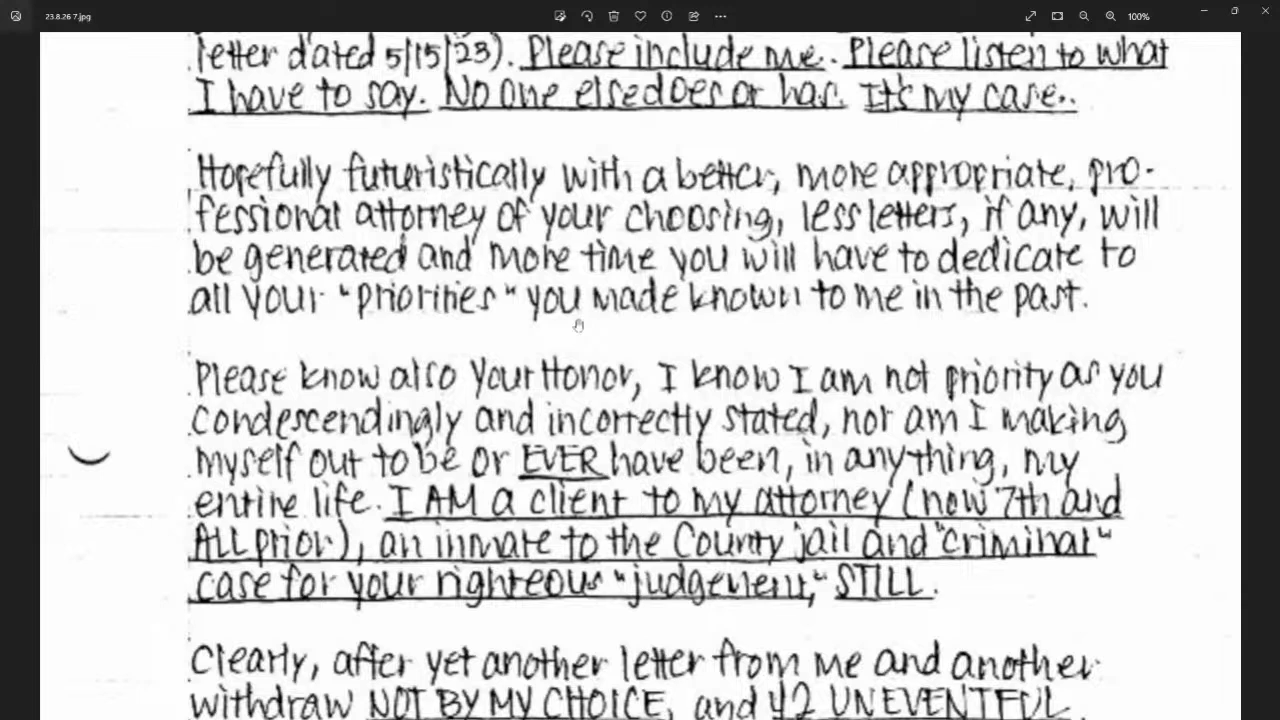 23.8.26 7.jpg
100%
letter dated 5/15/23). Please include me. Please listen to what
I have to say. No one else does or has. It's my case..
Hopefully futuristically with a better, more appropriate, pro-
fessional attorney of your choosing, less letters, if any, will
be generated and more time you will have to dedicate to
all your "priorities" you made known to me in the past.
Please know also Your Honor, I know I am not priority as you
condescendingly and incorrectly stated, nor am I making
myself out to be or EVER have been, in anything, my
entire life. I AM a client to my attorney (now 7th and
ALL prior), an inmate to the County jail and "criminal"
case for your righteous "judgement," STILL.
Clearly, after yet another letter from me and another
withdraw NOT BY MY CHOICE, and 42 UNEVENTFUL